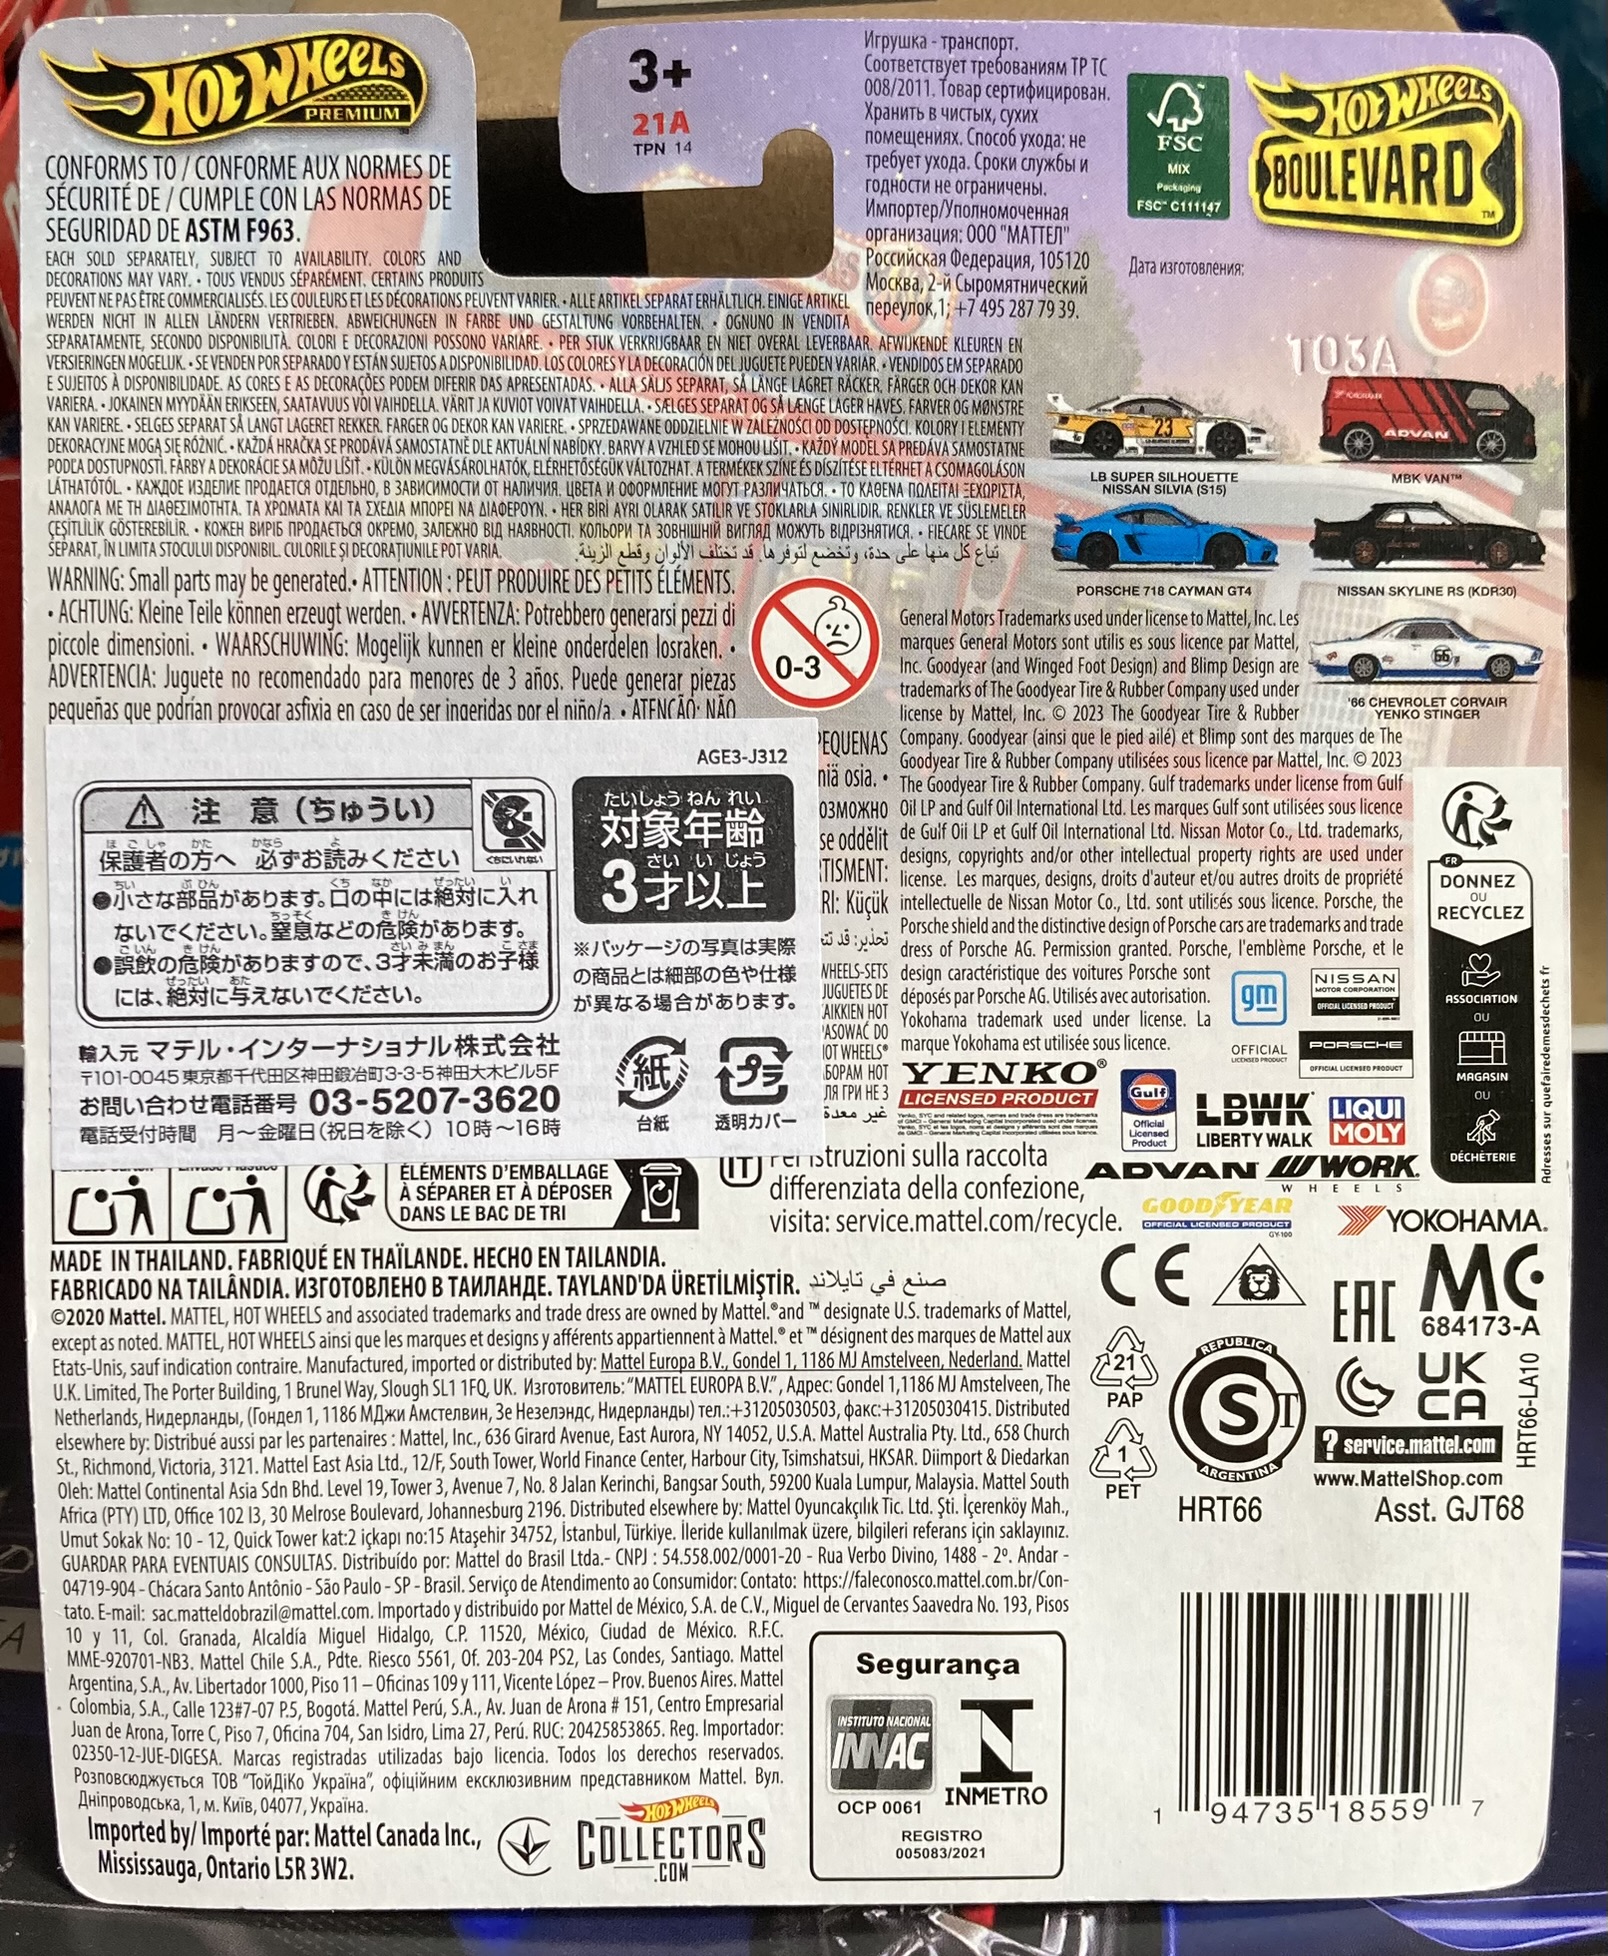 HOT WHEELS
PREMIUM
3+
21A
TPN 14
CONFORMS TO / CONFORME AUX NORMES DE
SÉCURITÉ DE / CUMPLE CON LAS NORMAS DE
SEGURIDAD DE ASTM F963.
EACH SOLD SEPARATELY, SUBJECT TO AVAILABILITY. COLORS AND
DECORATIONS MAY VARY. • TOUS VENDUS SÉPARÉMENT. CERTAINS PRODUITS
PEUVENT NE PAS ÊTRE COMMERCIALISÉS. LES COULEURS ET LES DÉCORATIONS PEUVENT VARIER. • ALLE ARTIKEL SEPARAT ERHÄLTLICH. EINIGE ARTIKEL
WERDEN NICHT IN ALLEN LÄNDERN VERTRIEBEN. ABWEICHUNGEN IN FARBE UND GESTALTUNG VORBEHALTEN. • OGNUNO IN VENDITA
SEPARATAMENTE, SECONDO DISPONIBILITÀ. COLORI E DECORAZIONI POSSONO VARIARE. • PER STUK VERKRIJGBAAR EN NIET OVERAL LEVERBAAR. AFWIJKENDE KLEUREN EN
VERSIERINGEN MOGELIJK. • SE VENDEN POR SEPARADO Y ESTÁN SUJETOS A DISPONIBILIDAD. LOS COLORES Y LA DECORACIÓN DEL JUGUETE PUEDEN VARIAR. • VENDIDOS EM SEPARADO
E SUJEITOS À DISPONIBILIDADE. AS CORES E AS DECORAÇÕES PODEM DIFERIR DAS APRESENTADAS. • ALLA SÄLJS SEPARAT, SÅ LÄNGE LAGRET RÄCKER. FÄRGER OCH DEKOR KAN
VARIERA. • JOKAINEN MYYDÄÄN ERIKSEEN, SAATAVUUS VOI VAIHDELLA. VÄRIT JA KUVIOT VOIVAT VAIHDELLA. • SÆLGES SEPARAT OG SÅ LÆNGE LAGER HAVES. FARVER OG MØNSTRE
KAN VARIERE. • SELGES SEPARAT SÅ LANGT LAGERET REKKER. FARGER OG DEKOR KAN VARIERE. • SPRZEDAWANE ODDZIELNIE W ZALEŻNOŚCI OD DOSTĘPNOŚCI. KOLORY I ELEMENTY
DEKORACYJNE MOGĄ SIĘ RÓŻNIĆ. • KAŽDÁ HRAČKA SE PRODÁVÁ SAMOSTATNĚ DLE AKTUÁLNÍ NABÍDKY. BARVY A VZHLED SE MOHOU LIŠIT. • KAŽDÝ MODEL SA PREDÁVA SAMOSTATNE
PODĽA DOSTUPNOSTI. FARBY A DEKORÁCIE SA MÔŽU LÍŠIŤ. • KÜLÖN MEGVÁSÁROLHATÓK, ELÉRHETŐSÉGÜK VÁLTOZHAT. A TERMÉKEK SZÍNE ÉS DÍSZÍTÉSE ELTÉRHET A CSOMAGOLÁSON
LÁTHATÓTÓL. • КАЖДОЕ ИЗДЕЛИЕ ПРОДАЕТСЯ ОТДЕЛЬНО, В ЗАВИСИМОСТИ ОТ НАЛИЧИЯ. ЦВЕТА И ОФОРМЛЕНИЕ МОГУТ РАЗЛИЧАТЬСЯ. • ΤΟ ΚΑΘΕΝΑ ΠΩΛΕΙΤΑΙ ΞΕΧΩΡΙΣΤΑ,
ΑΝΑΛΟΓΑ ΜΕ ΤΗ ΔΙΑΘΕΣΙΜΟΤΗΤΑ. ΤΑ ΧΡΩΜΑΤΑ ΚΑΙ ΤΑ ΣΧΕΔΙΑ ΜΠΟΡΕΙ ΝΑ ΔΙΑΦΕΡΟΥΝ. • HER BİRİ AYRI OLARAK SATILIR VE STOKLARLA SINIRLIDIR. RENKLER VE SÜSLEMELER
ÇEŞİTLİLİK GÖSTEREBİLİR. • КОЖЕН ВИРІБ ПРОДАЄТЬСЯ ОКРЕМО, ЗАЛЕЖНО ВІД НАЯВНОСТІ. КОЛЬОРИ ТА ЗОВНІШНІЙ ВИГЛЯД МОЖУТЬ ВІДРІЗНЯТИСЯ. • FIECARE SE VINDE
SEPARAT, ÎN LIMITA STOCULUI DISPONIBIL. CULORILE ȘI DECORAȚIUNILE POT VARIA. تباع كل منها على حدة، وتخضع لتوفرها. قد تختلف الألوان وقطع الزينة.
WARNING: Small parts may be generated.• ATTENTION : PEUT PRODUIRE DES PETITS ÉLÉMENTS.
• ACHTUNG: Kleine Teile können erzeugt werden. • AVVERTENZA: Potrebbero generarsi pezzi di
piccole dimensioni. • WAARSCHUWING: Mogelijk kunnen er kleine onderdelen losraken. •
ADVERTENCIA: Juguete no recomendado para menores de 3 años. Puede generar piezas
pequeñas que podrían provocar asfixia en caso de ser ingeridas por el niño/a. • ATENÇÃO: NÃO
0-3
Игрушка - транспорт.
Соответствует требованиям ТР ТС
008/2011. Товар сертифицирован.
Хранить в чистых, сухих
помещениях. Способ ухода: не
требует ухода. Сроки службы и
годности не ограничены.
Импортер/Уполномоченная
организация: ООО "МАТТЕЛ"
Российская Федерация, 105120
Москва, 2-й Сыромятнический
переулок,1; +7 495 287 79 39.
FSC
MIX
Packaging
FSC™ C111147
HOT WHEELS
BOULEVARD™
Дата изготовления:
103A
23
LB SUPER SILHOUETTE
NISSAN SILVIA (S15)
ADVAN
MBK VAN™
PORSCHE 718 CAYMAN GT4
NISSAN SKYLINE RS (KDR30)
66
'66 CHEVROLET CORVAIR
YENKO STINGER
General Motors Trademarks used under license to Mattel, Inc. Les
marques General Motors sont utilis es sous licence par Mattel,
Inc. Goodyear (and Winged Foot Design) and Blimp Design are
trademarks of The Goodyear Tire & Rubber Company used under
license by Mattel, Inc. © 2023 The Goodyear Tire & Rubber
Company. Goodyear (ainsi que le pied ailé) et Blimp sont des marques de The
Goodyear Tire & Rubber Company utilisées sous licence par Mattel, Inc. © 2023
The Goodyear Tire & Rubber Company. Gulf trademarks under license from Gulf
Oil LP and Gulf Oil International Ltd. Les marques Gulf sont utilisées sous licence
de Gulf Oil LP et Gulf Oil International Ltd. Nissan Motor Co., Ltd. trademarks,
designs, copyrights and/or other intellectual property rights are used under
license. Les marques, designs, droits d'auteur et/ou autres droits de propriété
intellectuelle de Nissan Motor Co., Ltd. sont utilisés sous licence. Porsche, the
Porsche shield and the distinctive design of Porsche cars are trademarks and trade
dress of Porsche AG. Permission granted. Porsche, l'emblème Porsche, et le
design caractéristique des voitures Porsche sont
déposés par Porsche AG. Utilisés avec autorisation.
Yokohama trademark used under license. La
marque Yokohama est utilisée sous licence.
PEQUENAS
niä osia. •
ОЗМОЖНО
se oddělit
TISMENT:
RI: Küçük
تحذير: قد تت
WHEELS-SETS
JUGUETES DE
AIKKIEN HOT
ASOWAĆ DO
HOT WHEELS®
БОРАМ HOT
ЛЯ ГРИ НЕ З
غير معدة
AGE3-J312
注 意 (ちゅうい)
くちにいれない
保護者の方へ 必ずお読みください
●小さな部品があります。口の中には絶対に入れ
ないでください。窒息などの危険があります。
●誤飲の危険がありますので、3才未満のお子様
には、絶対に与えないでください。
たいしょう ねん れい
対象年齢
さい い じょう
3才以上
※パッケージの写真は実際
の商品とは細部の色や仕様
が異なる場合があります。
輸入元 マテル・インターナショナル株式会社
〒101-0045 東京都千代田区神田鍛冶町3-3-5神田大木ビル5F
お問い合わせ電話番号 03-5207-3620
電話受付時間 月〜金曜日(祝日を除く) 10時〜16時
紙
台紙
プラ
透明カバー
gm
OFFICIAL
LICENSED PRODUCT
NISSAN
MOTOR CORPORATION
OFFICIAL LICENSED PRODUCT
PORSCHE
OFFICIAL LICENSED PRODUCT
YENKO®
LICENSED PRODUCT
Gulf
Official
Licensed
Product
LBWK
LIBERTY WALK
LIQUI
MOLY
ADVAN
WORK
WHEELS
GOODYEAR
OFFICIAL LICENSED PRODUCT
GY-100
YOKOHAMA.
FR
DONNEZ
OU
RECYCLEZ
ASSOCIATION
OU
MAGASIN
OU
DÉCHÈTERIE
Adresses sur quefairedemesdechets.fr
ÉLÉMENTS D'EMBALLAGE
À SÉPARER ET À DÉPOSER
DANS LE BAC DE TRI
IT Per istruzioni sulla raccolta
differenziata della confezione,
visita: service.mattel.com/recycle.
MADE IN THAILAND. FABRIQUÉ EN THAÏLANDE. HECHO EN TAILANDIA.
FABRICADO NA TAILÂNDIA. ИЗГОТОВЛЕНО В ТАИЛАНДЕ. TAYLAND'DA ÜRETİLMİŞTİR. صنع في تايلاند
©2020 Mattel. MATTEL, HOT WHEELS and associated trademarks and trade dress are owned by Mattel.®and ™ designate U.S. trademarks of Mattel,
except as noted. MATTEL, HOT WHEELS ainsi que les marques et designs y afférents appartiennent à Mattel.® et ™ désignent des marques de Mattel aux
Etats-Unis, sauf indication contraire. Manufactured, imported or distributed by: Mattel Europa B.V., Gondel 1, 1186 MJ Amstelveen, Nederland. Mattel
U.K. Limited, The Porter Building, 1 Brunel Way, Slough SL1 1FQ, UK. Изготовитель: "MATTEL EUROPA B.V.", Адрес: Gondel 1,1186 MJ Amstelveen, The
Netherlands, Нидерланды, (Гондел 1, 1186 МДжи Амстелвин, Зе Незелэндс, Нидерланды) тел.:+31205030503, факс:+31205030415. Distributed
elsewhere by: Distribué aussi par les partenaires : Mattel, Inc., 636 Girard Avenue, East Aurora, NY 14052, U.S.A. Mattel Australia Pty. Ltd., 658 Church
St., Richmond, Victoria, 3121. Mattel East Asia Ltd., 12/F, South Tower, World Finance Center, Harbour City, Tsimshatsui, HKSAR. Diimport & Diedarkan
Oleh: Mattel Continental Asia Sdn Bhd. Level 19, Tower 3, Avenue 7, No. 8 Jalan Kerinchi, Bangsar South, 59200 Kuala Lumpur, Malaysia. Mattel South
Africa (PTY) LTD, Office 102 I3, 30 Melrose Boulevard, Johannesburg 2196. Distributed elsewhere by: Mattel Oyuncakçılık Tic. Ltd. Şti. İçerenköy Mah.,
Umut Sokak No: 10 - 12, Quick Tower kat:2 içkapı no:15 Ataşehir 34752, İstanbul, Türkiye. İleride kullanılmak üzere, bilgileri referans için saklayınız.
GUARDAR PARA EVENTUAIS CONSULTAS. Distribuído por: Mattel do Brasil Ltda.- CNPJ : 54.558.002/0001-20 - Rua Verbo Divino, 1488 - 2º. Andar -
04719-904 - Chácara Santo Antônio - São Paulo - SP - Brasil. Serviço de Atendimento ao Consumidor: Contato: https://faleconosco.mattel.com.br/Con-
tato. E-mail: sac.matteldobrazil@mattel.com. Importado y distribuido por Mattel de México, S.A. de C.V., Miguel de Cervantes Saavedra No. 193, Pisos
10 y 11, Col. Granada, Alcaldía Miguel Hidalgo, C.P. 11520, México, Ciudad de México. R.F.C.
MME-920701-NB3. Mattel Chile S.A., Pdte. Riesco 5561, Of. 203-204 PS2, Las Condes, Santiago. Mattel
Argentina, S.A., Av. Libertador 1000, Piso 11 – Oficinas 109 y 111, Vicente López – Prov. Buenos Aires. Mattel
Colombia, S.A., Calle 123#7-07 P.5, Bogotá. Mattel Perú, S.A., Av. Juan de Arona # 151, Centro Empresarial
Juan de Arona, Torre C, Piso 7, Oficina 704, San Isidro, Lima 27, Perú. RUC: 20425853865. Reg. Importador:
02350-12-JUE-DIGESA. Marcas registradas utilizadas bajo licencia. Todos los derechos reservados.
Розповсюджується ТОВ "ТойДіКо Україна", офіційним ексклюзивним представником Mattel. Вул.
Дніпроводська, 1, м. Київ, 04077, Україна.
Imported by/ Importé par: Mattel Canada Inc.,
Mississauga, Ontario L5R 3W2.
HOT WHEELS
COLLECTORS
.COM
Segurança
INSTITUTO NACIONAL
INNAC
OCP 0061
INMETRO
REGISTRO
005083/2021
CE
EAC
MC
684173-A
21
PAP
1
PET
REPUBLICA
ARGENTINA
UK
CA
HRT66-LA10
? service.mattel.com
www.MattelShop.com
HRT66
Asst. GJT68
1 94735 18559 7